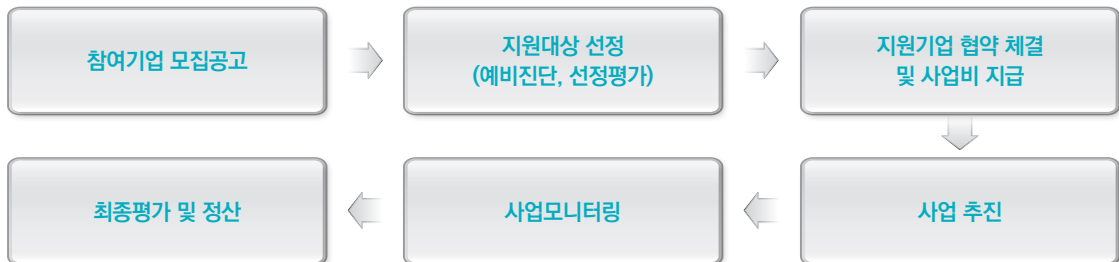 참여기업 모집공고
지원대상 선정
(예비진단, 선정평가)
지원기업 협약 체결
및 사업비 지급
사업 추진
사업모니터링
최종평가 및 정산